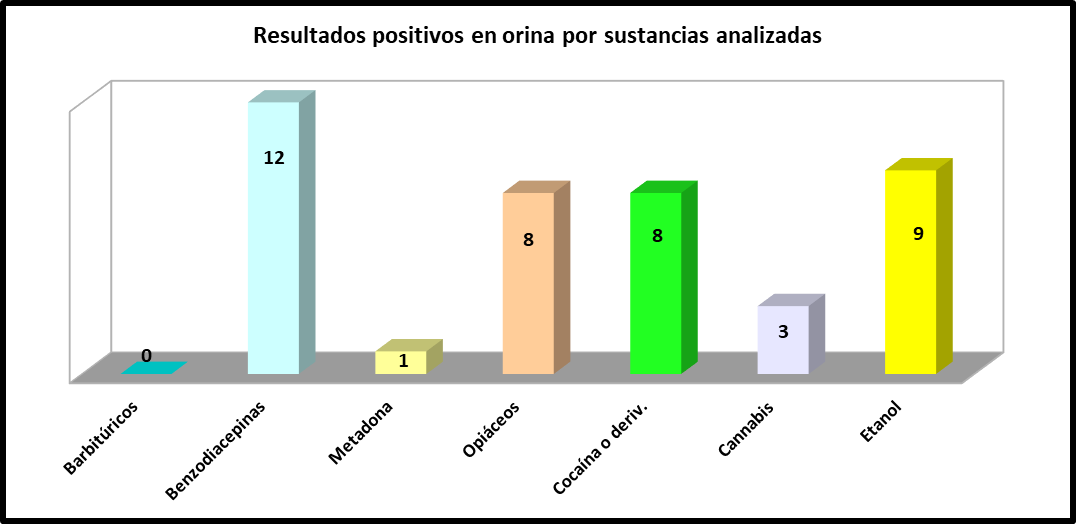 Resultados positivos en orina por sustancias analizadas
0
12
1
8
8
3
9
Barbitúricos
Benzodiacepinas
Metadona
Opiáceos
Cocaína o deriv.
Cannabis
Etanol